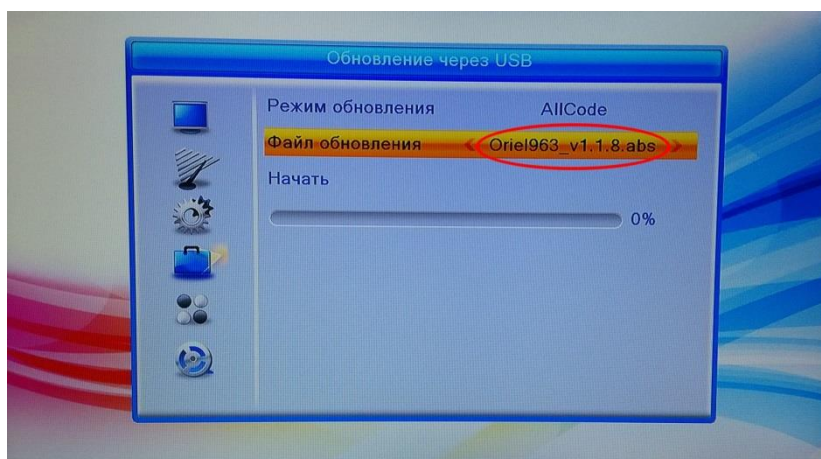 Обновление через USB
Режим обновления AllCode
Файл обновления Oriel963_v1.1.8.abs
Начать
0%